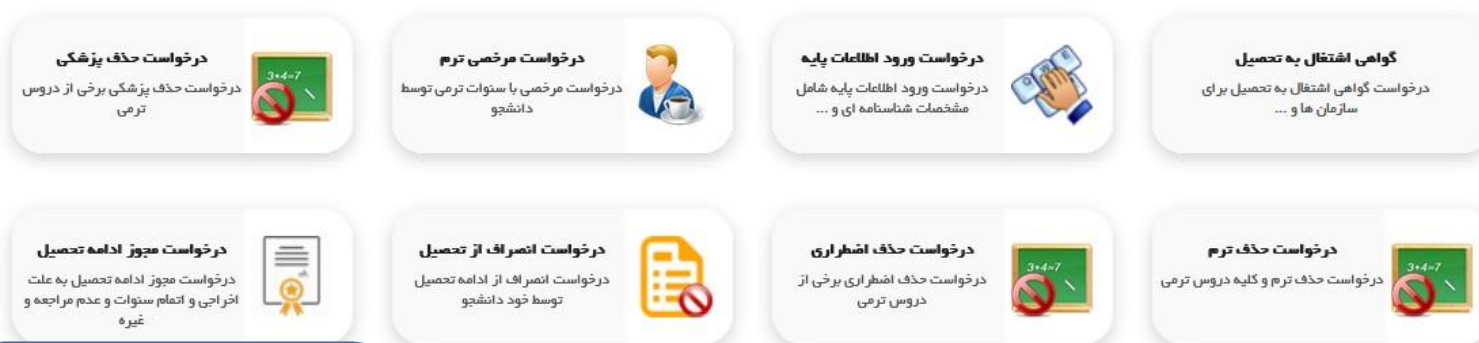 گواهی اشتغال به تحصیل
درخواست گواهی اشتغال به تحصیل برای
سازمان ها و ...
درخواست ورود اطلاعات پایه
درخواست ورود اطلاعات پایه شامل
مشخصات شناسنامه ای و ...
درخواست مرخصی ترم
درخواست مرخصی با سنوات ترمی توسط
دانشجو
درخواست حذف پزشکی
درخواست حذف پزشکی برخی از دروس
ترمی
3+4=7
درخواست حذف ترم
درخواست حذف ترم و کلیه دروس ترمی
3+4=7
درخواست حذف اضطراری
درخواست حذف اضطراری برخی از
دروس ترمی
3+4=7
درخواست انصراف از تحصیل
درخواست انصراف از ادامه تحصیل
توسط خود دانشجو
درخواست مجوز ادامه تحصیل
درخواست مجوز ادامه تحصیل به علت
اخراجی و اتمام سنوات و عدم مراجعه و
غیره